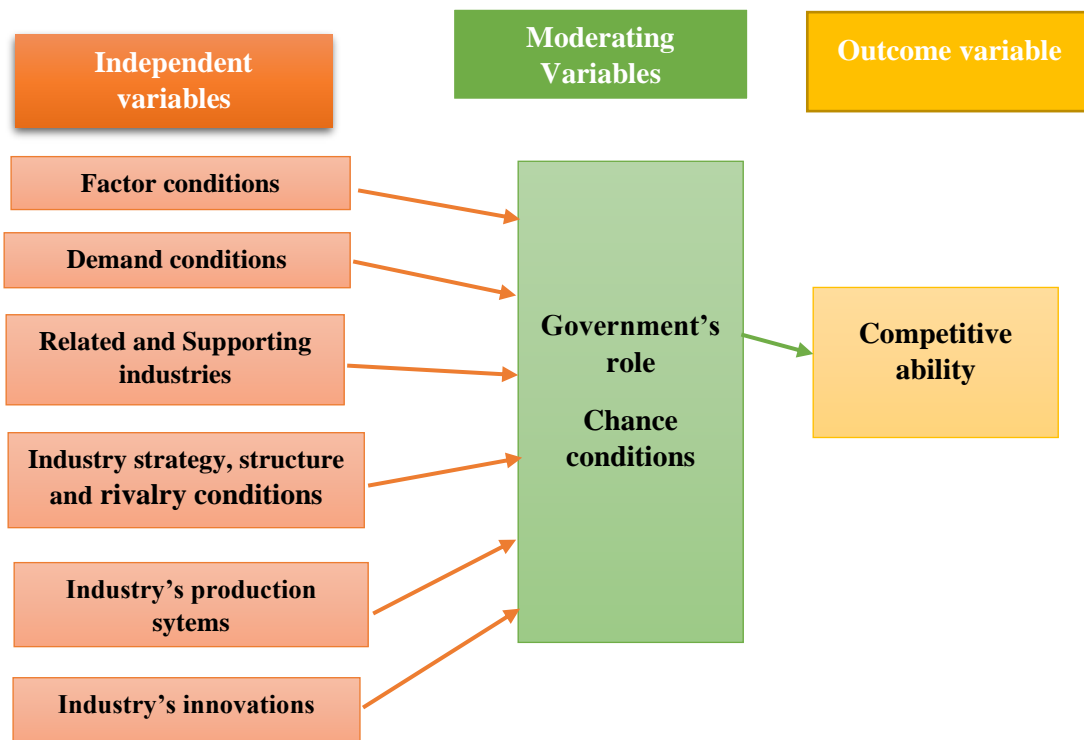 Independent
variables
Moderating
Variables
Outcome variable
Factor conditions
Demand conditions
Related and Supporting
industries
Industry strategy, structure
and rivalry conditions
Industry’s production
sytems
Industry’s innovations
Government’s
role
Chance
conditions
Competitive
ability